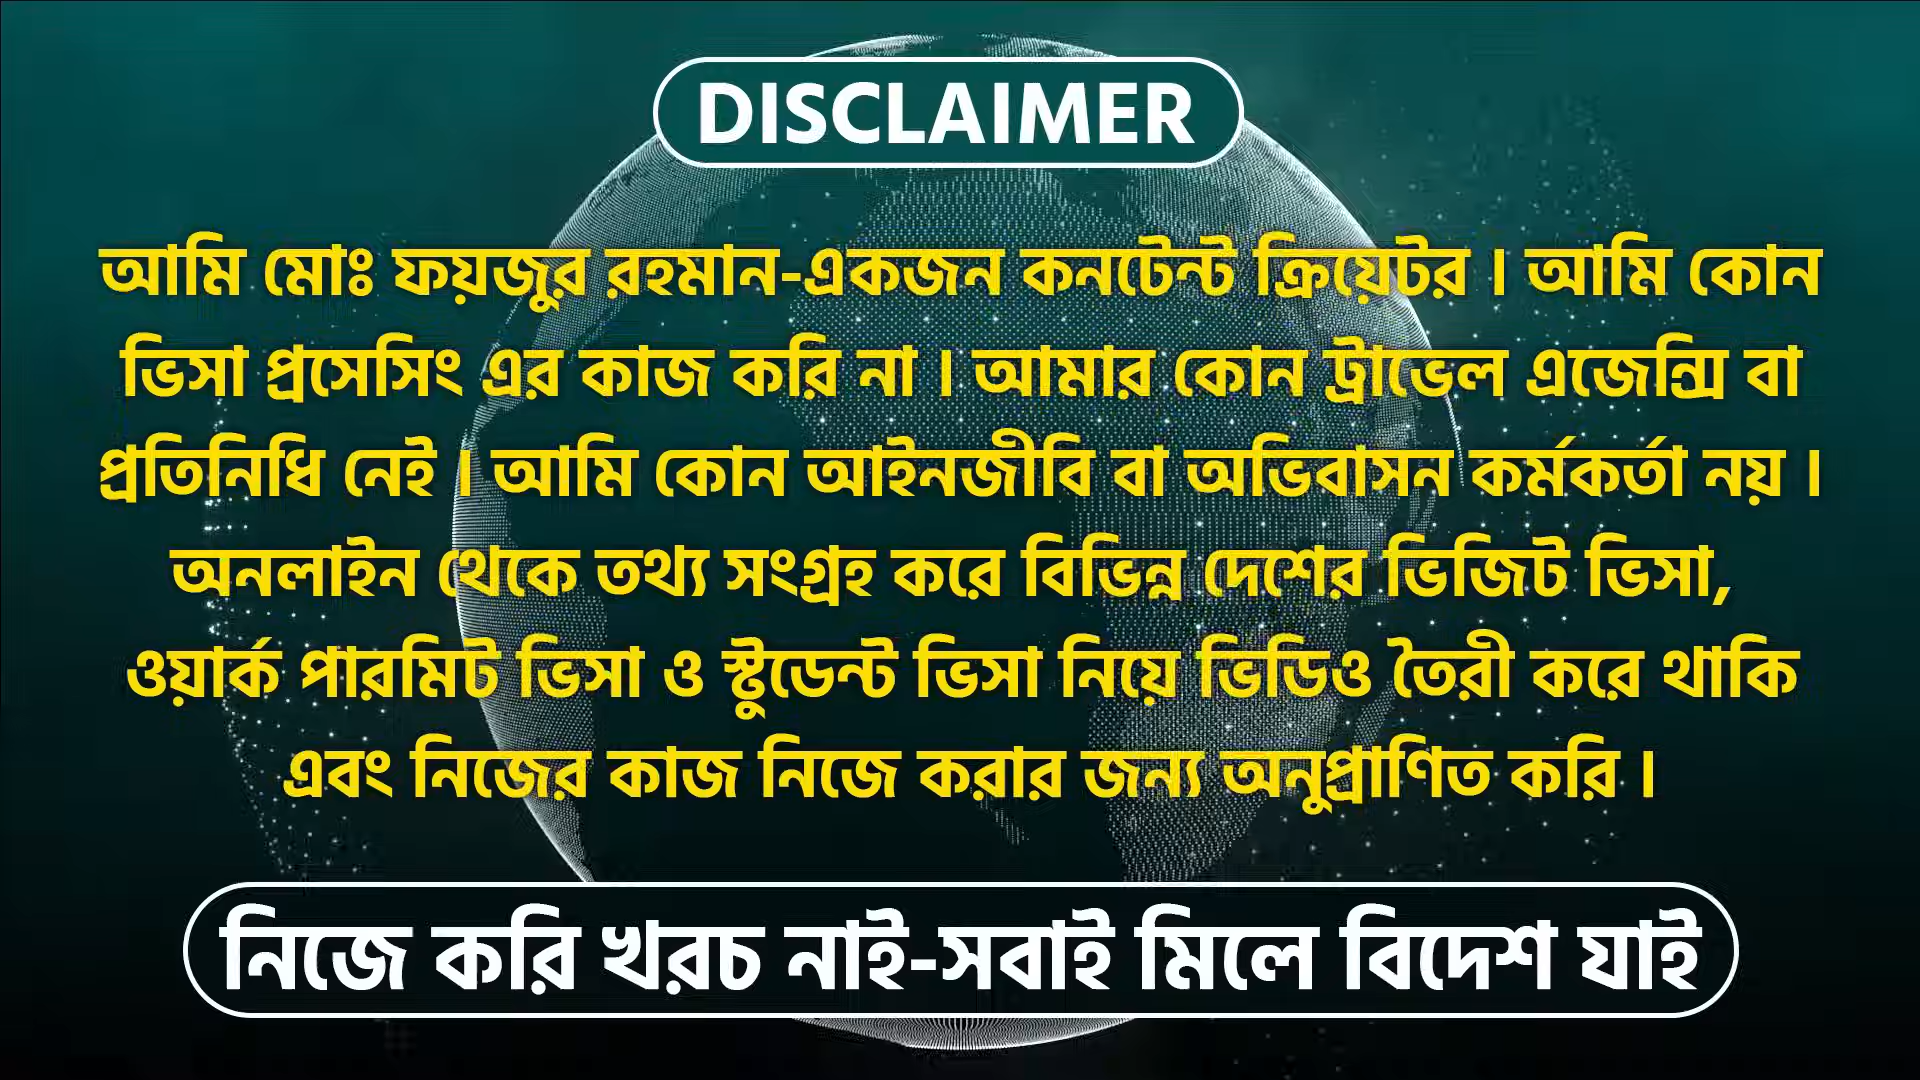 DISCLAIMER
আমি মোঃ ফয়জুর রহমান-একজন কনটেন্ট ক্রিয়েটর । আমি কোন
ভিসা প্রসেসিং এর কাজ করি না । আমার কোন ট্রাভেল এজেন্সি বা
প্রতিনিধি নেই । আমি কোন আইনজীবি বা অভিবাসন কর্মকর্তা নয় ।
অনলাইন থেকে তথ্য সংগ্রহ করে বিভিন্ন দেশের ভিজিট ভিসা,
ওয়ার্ক পারমিট ভিসা ও স্টুডেন্ট ভিসা নিয়ে ভিডিও তৈরী করে থাকি
এবং নিজের কাজ নিজে করার জন্য অনুপ্রাণিত করি ।
নিজে করি খরচ নাই-সবাই মিলে বিদেশ যাই